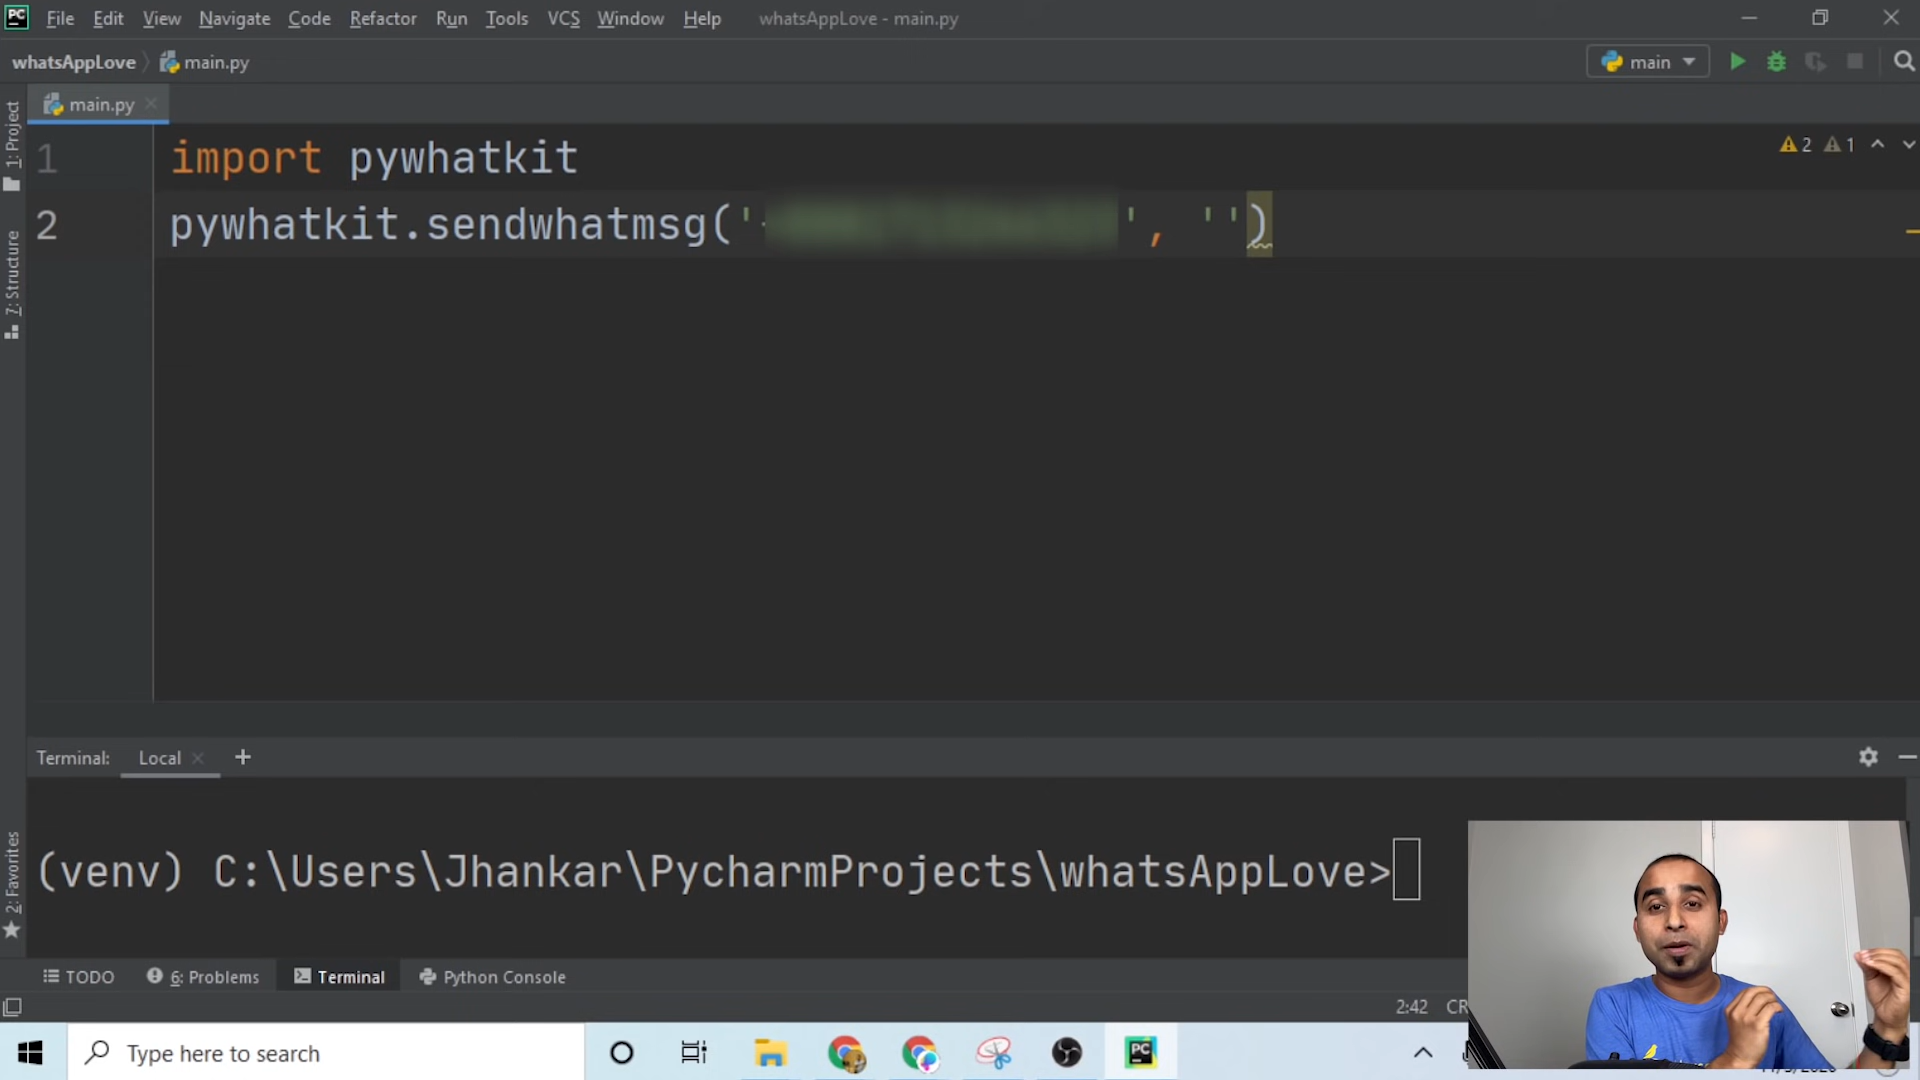 PC File Edit View Navigate Code Refactor Run Tools VCS Window Help whatsAppLove - main.py
whatsAppLove main.py main
main.py
1: Project
7: Structure
2: Favorites
2 1
1 import pywhatkit
2 pywhatkit.sendwhatmsg(' ', '')
Terminal: Local
(venv) C:\Users\Jhankar\PycharmProjects\whatsAppLove>
TODO 6: Problems Terminal Python Console
2:42
Type here to search PC